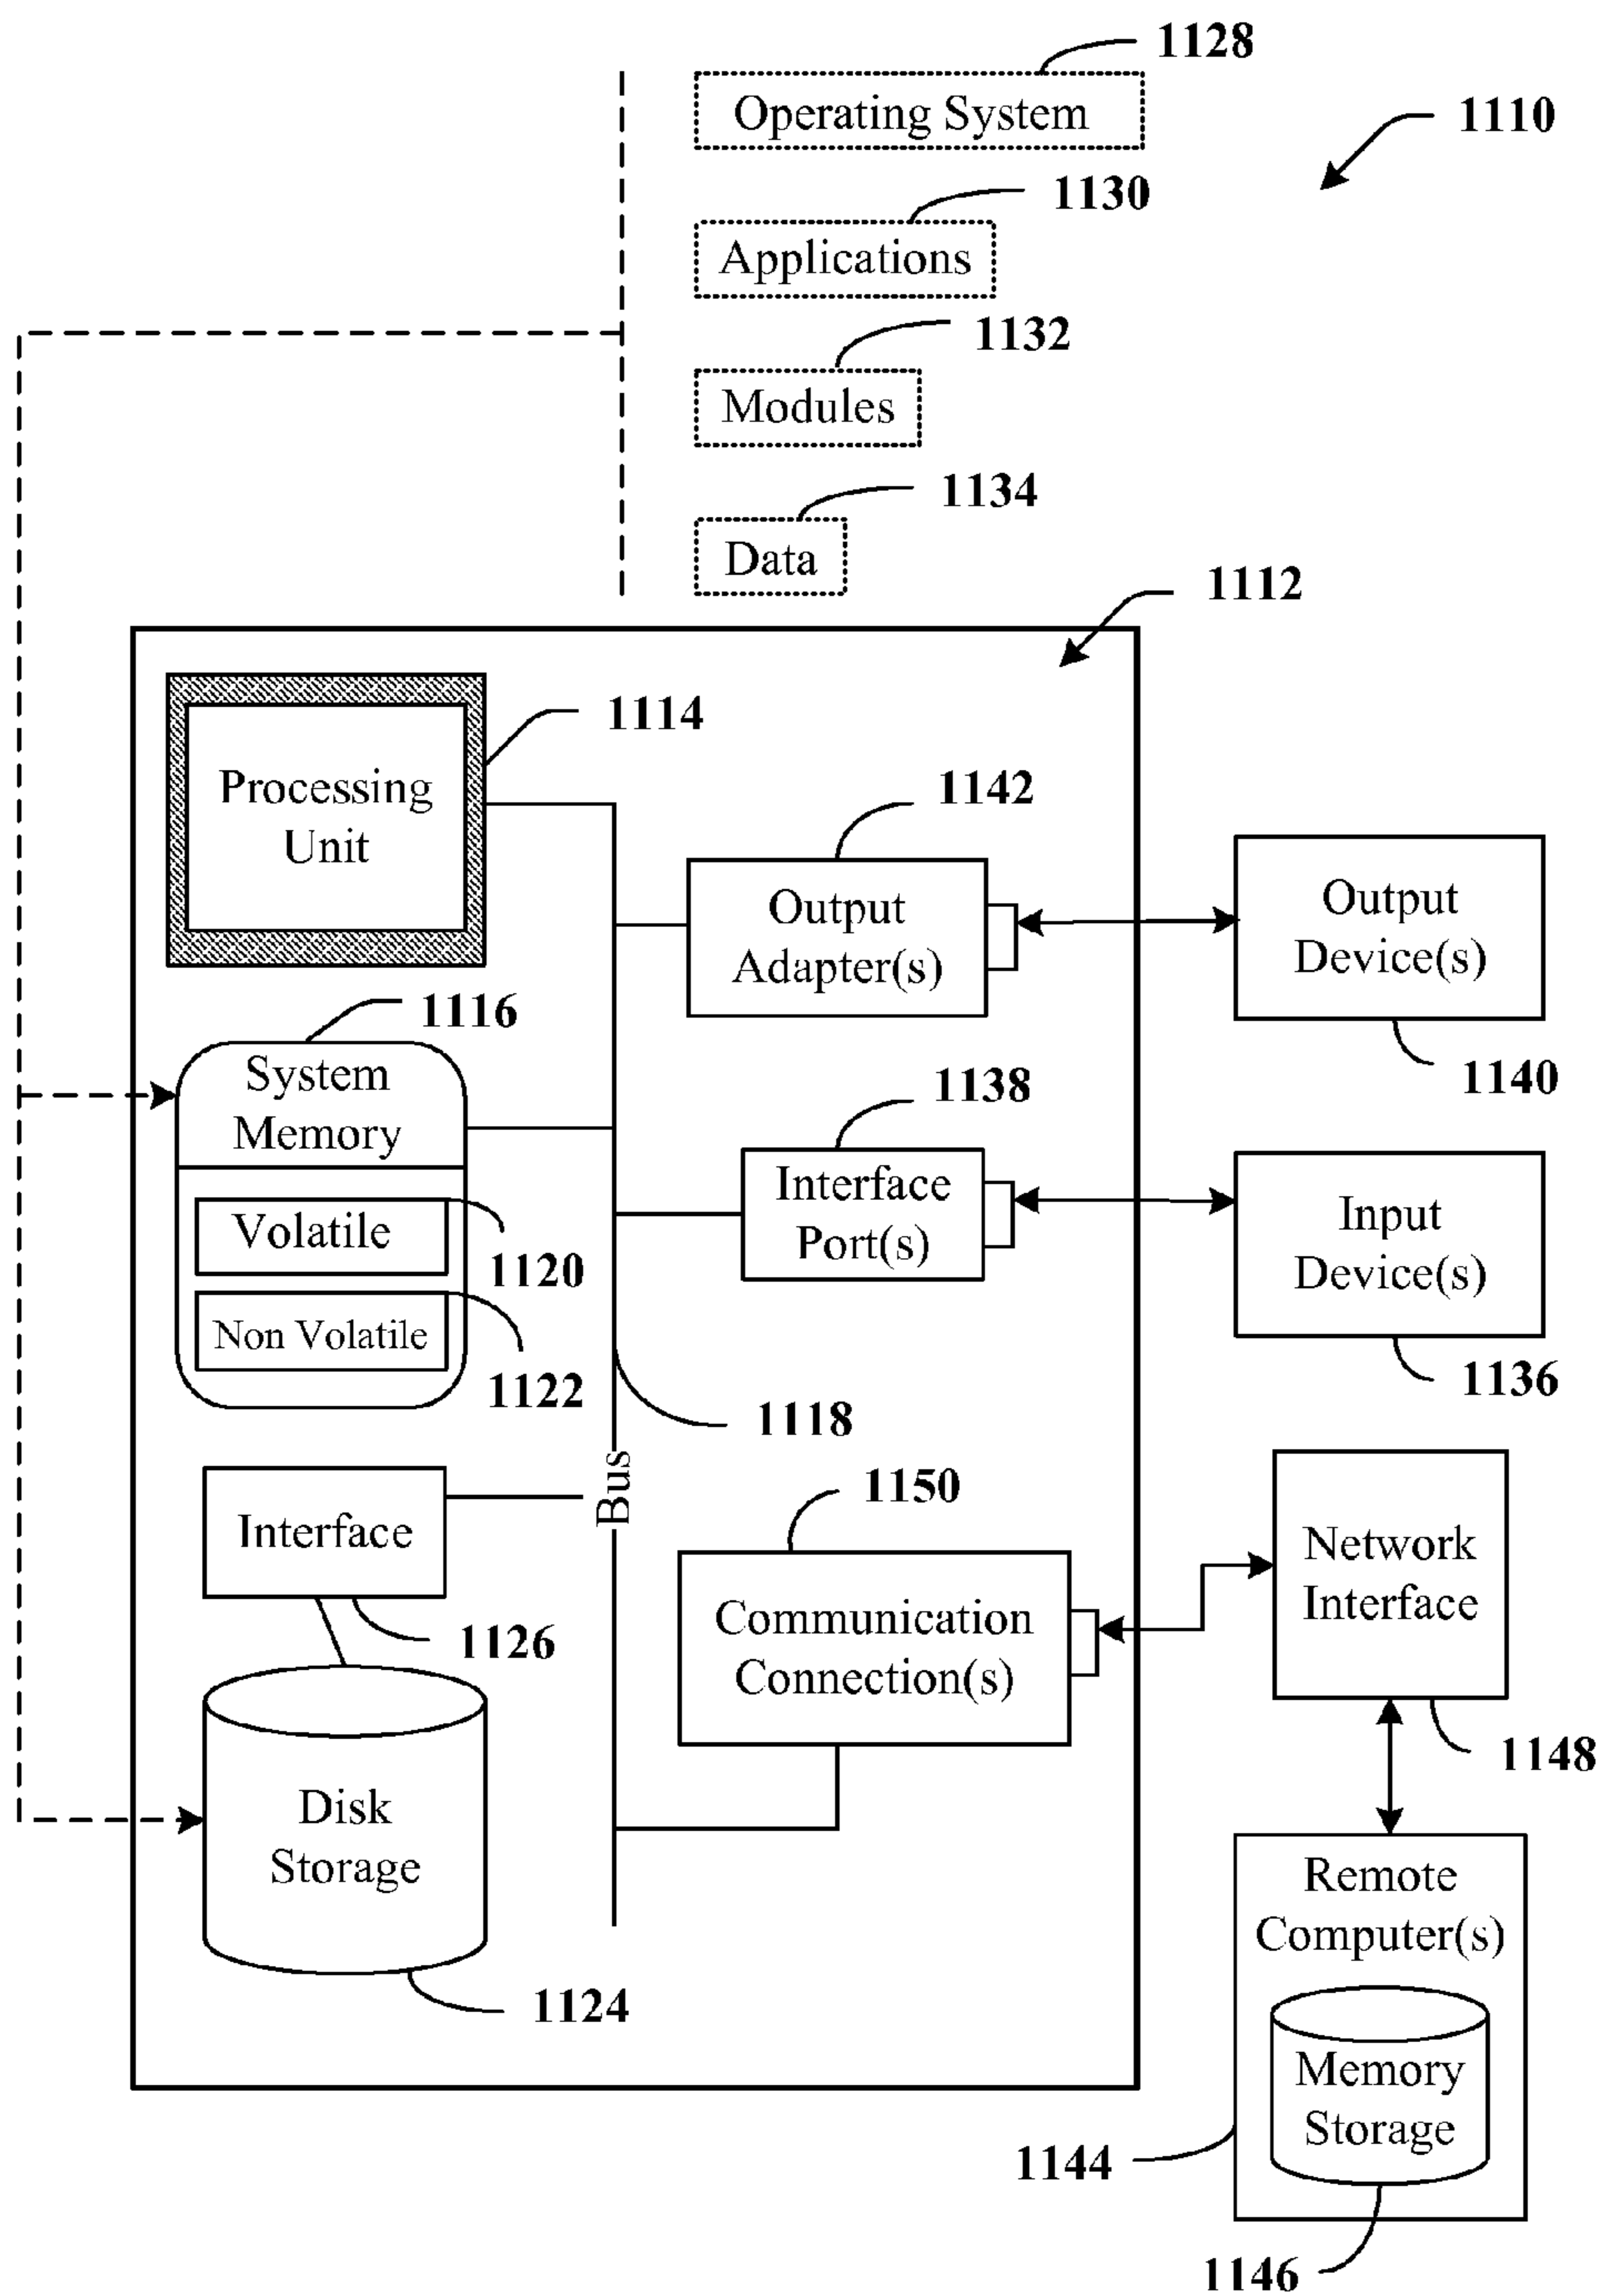 1128
Operating System
1110
1130
Applications
1132
Modules
1134
Data
1112
1114
Processing
Unit
1142
Output
Adapter(s)
Output
Device(s)
1140
1116
System
Memory
1138
Interface
Port(s)
Input
Device(s)
1136
Volatile
1120
Non Volatile
1122
1118
Bus
Interface
1126
1150
Communication
Connection(s)
Network
Interface
1148
Disk
Storage
1124
Remote
Computer(s)
Memory
Storage
1144
1146